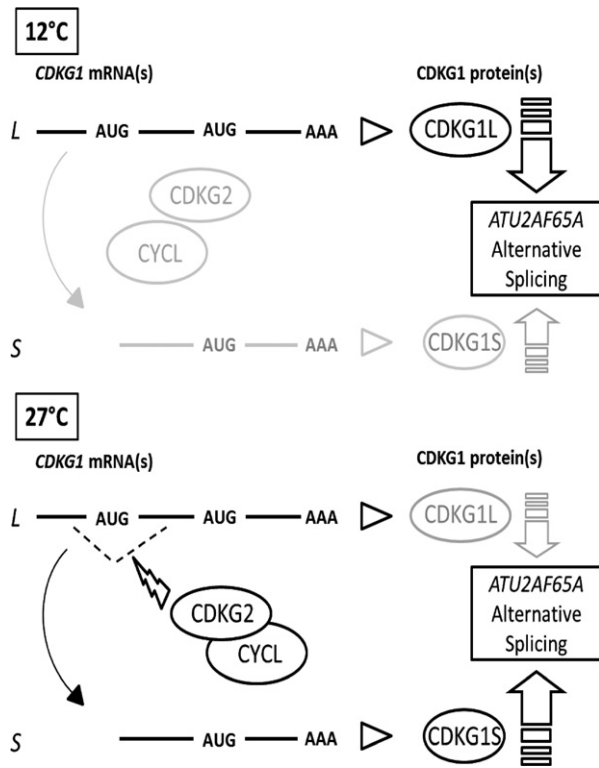 12°C
CDKG1 mRNA(s) CDKG1 protein(s)
L AUG AUG AAA CDKG1L
CDKG2
CYCL
ATU2AF65A
Alternative
Splicing
S AUG AAA CDKG1S
27°C
CDKG1 mRNA(s) CDKG1 protein(s)
L AUG AUG AAA CDKG1L
CDKG2
CYCL
ATU2AF65A
Alternative
Splicing
S AUG AAA CDKG1S